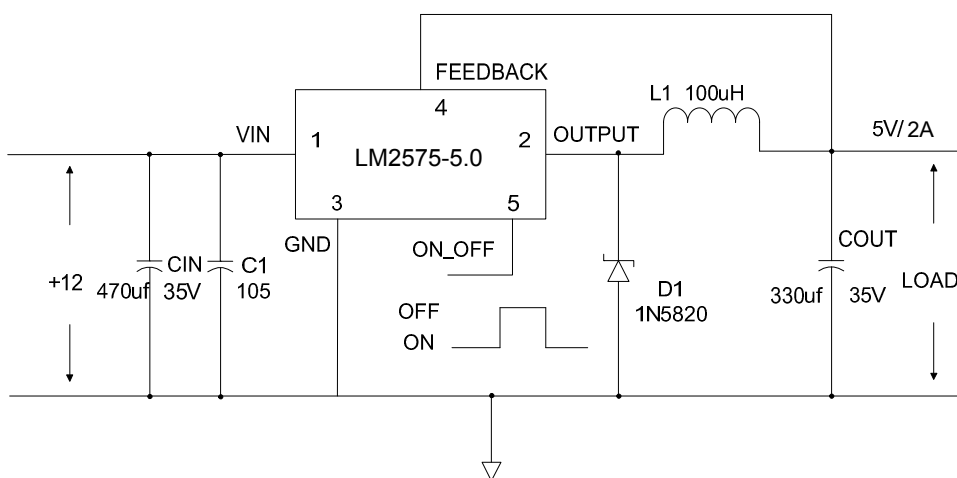 FEEDBACK
4
L1 100uH
VIN
1
LM2575-5.0
2
OUTPUT
5V/2A
3
5
GND
ON_OFF
COUT
+12
CIN
470uf 35V
C1
105
D1
1N5820
330uf 35V
LOAD
OFF
ON